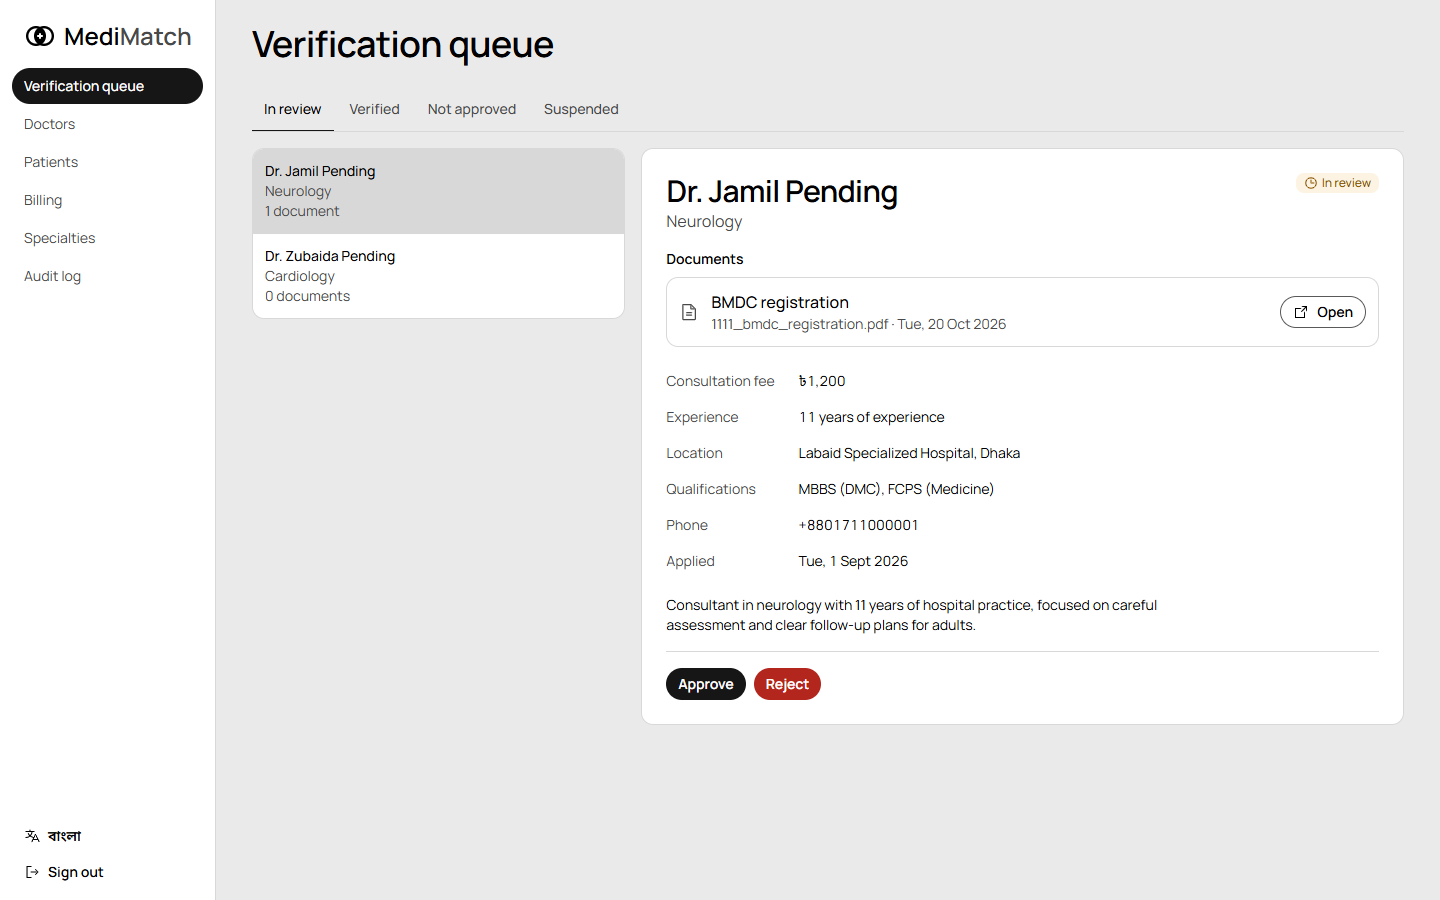 MediMatch
Verification queue
Doctors
Patients
Billing
Specialties
Audit log
বাংলা
Sign out
Verification queue
In review
Verified
Not approved
Suspended
Dr. Jamil Pending
Neurology
1 document
Dr. Zubaida Pending
Cardiology
0 documents
Dr. Jamil Pending
In review
Neurology
Documents
BMDC registration
1111_bmdc_registration.pdf · Tue, 20 Oct 2026
Open
Consultation fee ৳1,200
Experience 11 years of experience
Location Labaid Specialized Hospital, Dhaka
Qualifications MBBS (DMC), FCPS (Medicine)
Phone +8801711000001
Applied Tue, 1 Sept 2026
Consultant in neurology with 11 years of hospital practice, focused on careful
assessment and clear follow-up plans for adults.
Approve
Reject